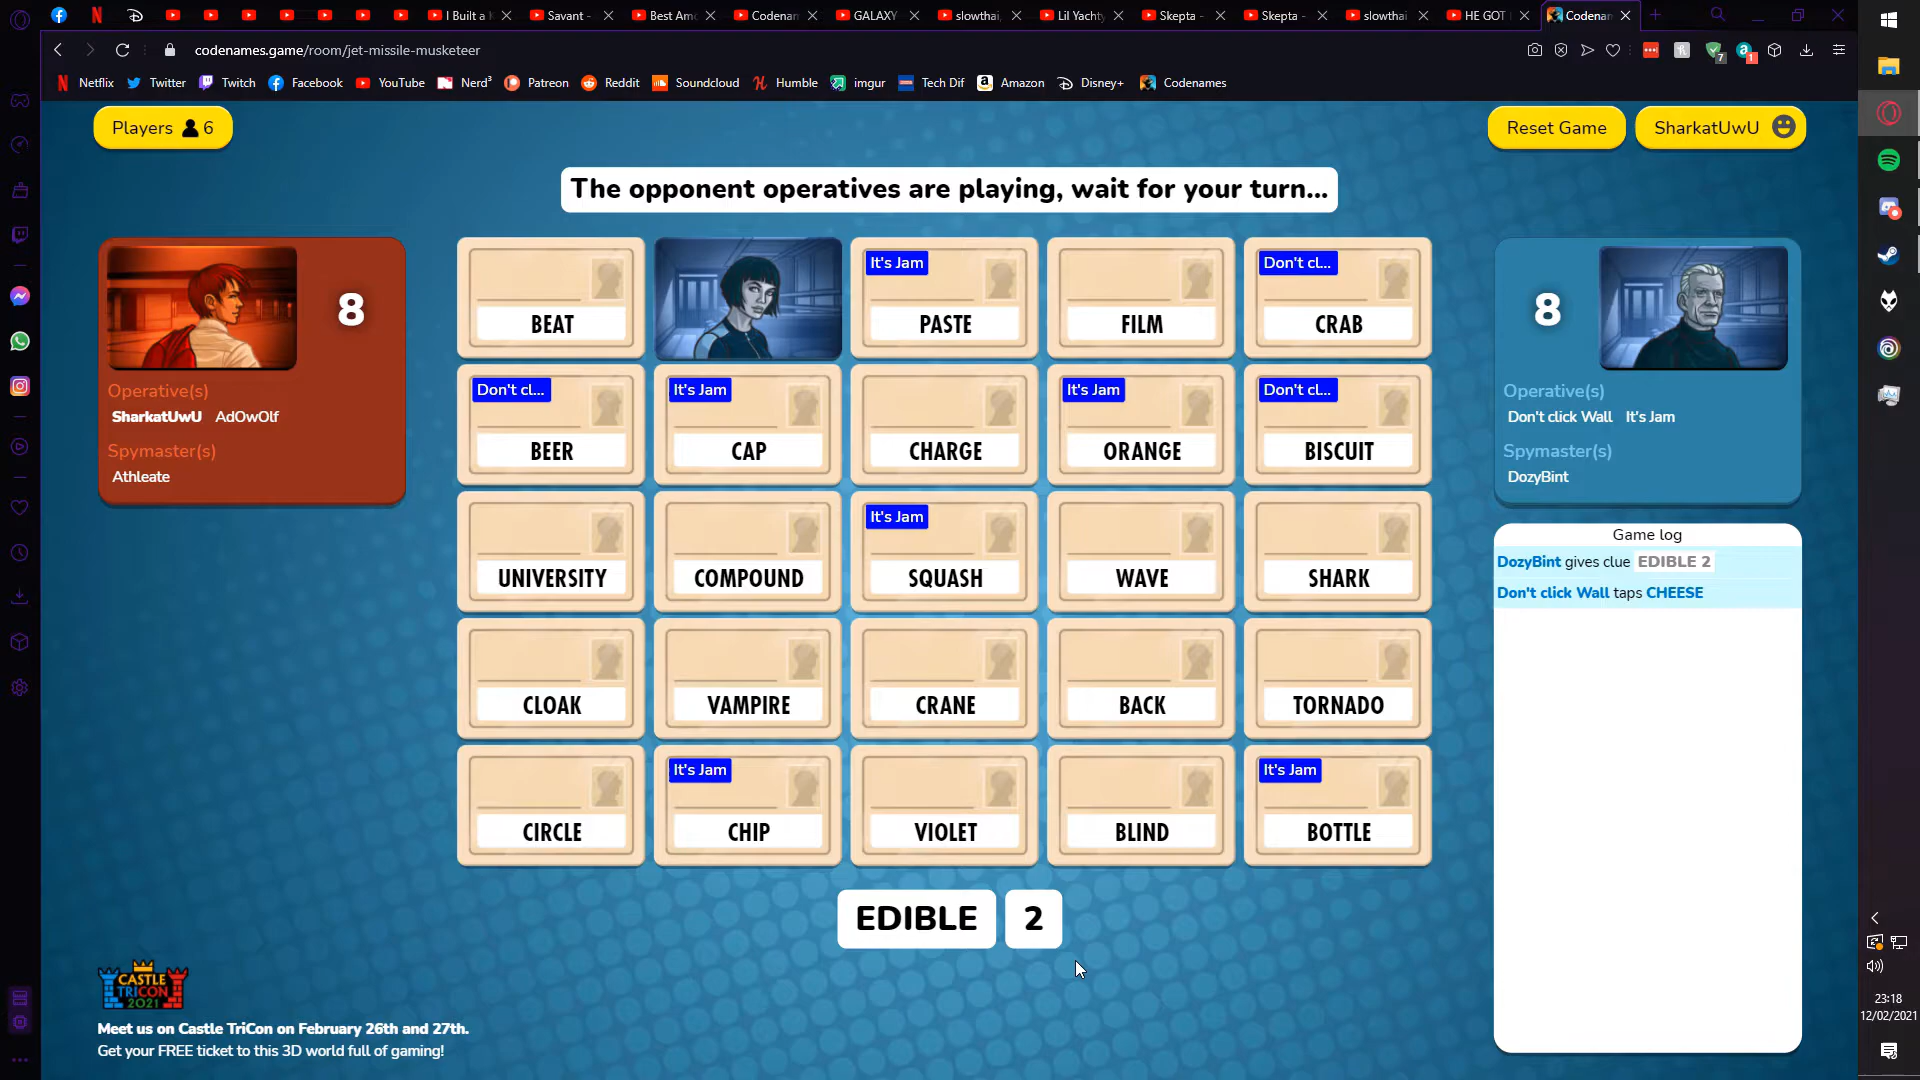 I Built a
Savant -
Best Am
Codenam
GALAXY
slowthai,
Lil Yachty
Skepta -
Skepta -
slowthai
HE GOT
Codenam
codenames.game/room/jet-missile-musketeer
7
1
Netflix
Twitter
Twitch
Facebook
YouTube
Nerd³
Patreon
Reddit
Soundcloud
Humble
imgur
Tech Dif
Amazon
Disney+
Codenames
Players 6
Reset Game
SharkatUwU
The opponent operatives are playing, wait for your turn...
8
Operative(s)
SharkatUwU AdOwOlf
Spymaster(s)
Athleate
BEAT
It's Jam
PASTE
FILM
Don't cl...
CRAB
Don't cl...
BEER
It's Jam
CAP
CHARGE
It's Jam
ORANGE
Don't cl...
BISCUIT
UNIVERSITY
COMPOUND
It's Jam
SQUASH
WAVE
SHARK
CLOAK
VAMPIRE
CRANE
BACK
TORNADO
CIRCLE
It's Jam
CHIP
VIOLET
BLIND
It's Jam
BOTTLE
EDIBLE 2
8
Operative(s)
Don't click Wall It's Jam
Spymaster(s)
DozyBint
Game log
DozyBint gives clue EDIBLE 2
Don't click Wall taps CHEESE
CASTLE
TRICON
2021
Meet us on Castle TriCon on February 26th and 27th.
Get your FREE ticket to this 3D world full of gaming!
23:18
12/02/2021